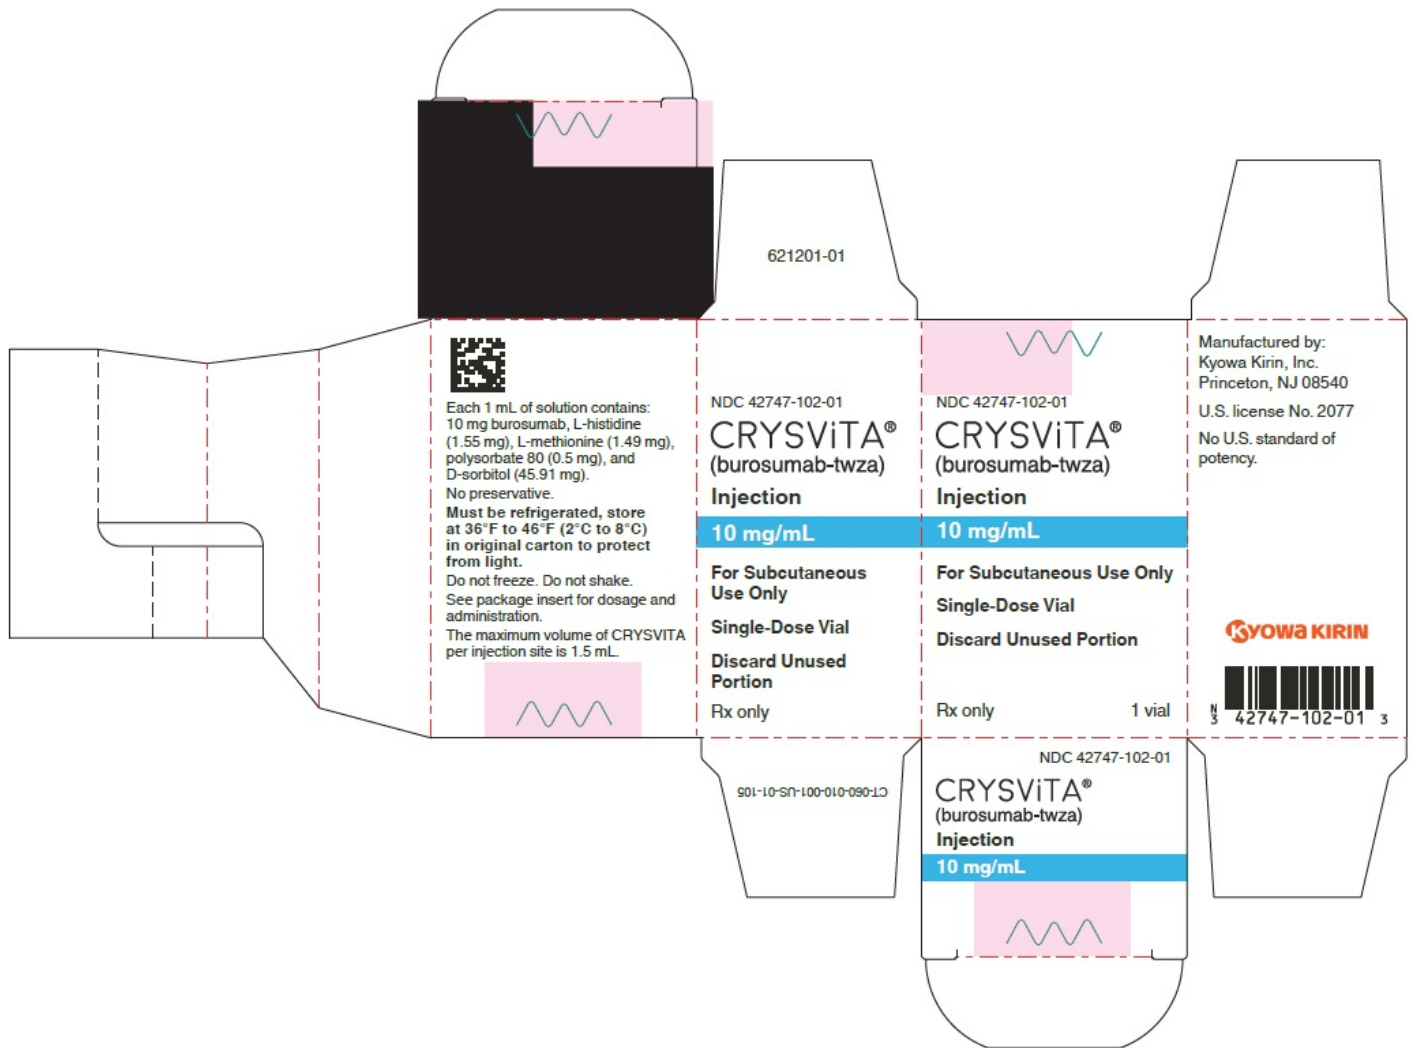 621201-01
Each 1 mL of solution contains:
10 mg burosumab, L-histidine
(1.55 mg), L-methionine (1.49 mg),
polysorbate 80 (0.5 mg), and
D-sorbitol (45.91 mg).
No preservative.
Must be refrigerated, store
at 36°F to 46°F (2°C to 8°C)
in original carton to protect
from light.
Do not freeze. Do not shake.
See package insert for dosage and
administration.
The maximum volume of CRYSVITA
per injection site is 1.5 mL.
NDC 42747-102-01
CRYSViTA®
(burosumab-twza)
Injection
10 mg/mL
For Subcutaneous
Use Only
Single-Dose Vial
Discard Unused
Portion
Rx only
NDC 42747-102-01
CRYSViTA®
(burosumab-twza)
Injection
10 mg/mL
For Subcutaneous Use Only
Single-Dose Vial
Discard Unused Portion
Rx only 1 vial
Manufactured by:
Kyowa Kirin, Inc.
Princeton, NJ 08540
U.S. license No. 2077
No U.S. standard of
potency.
KYOWA KIRIN
N
3 42747-102-01 3
CT-060-010-001-US-01-105
NDC 42747-102-01
CRYSViTA®
(burosumab-twza)
Injection
10 mg/mL